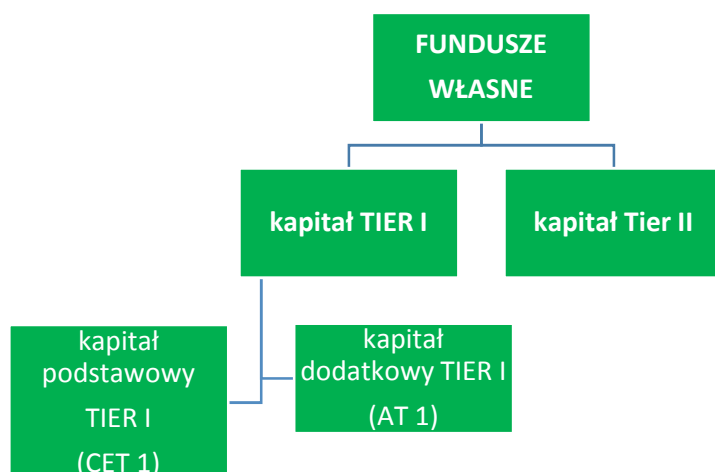 FUNDUSZE
WŁASNE
kapitał TIER I
kapitał Tier II
kapitał
podstawowy
TIER I
(CET 1)
kapitał
dodatkowy TIER I
(AT 1)